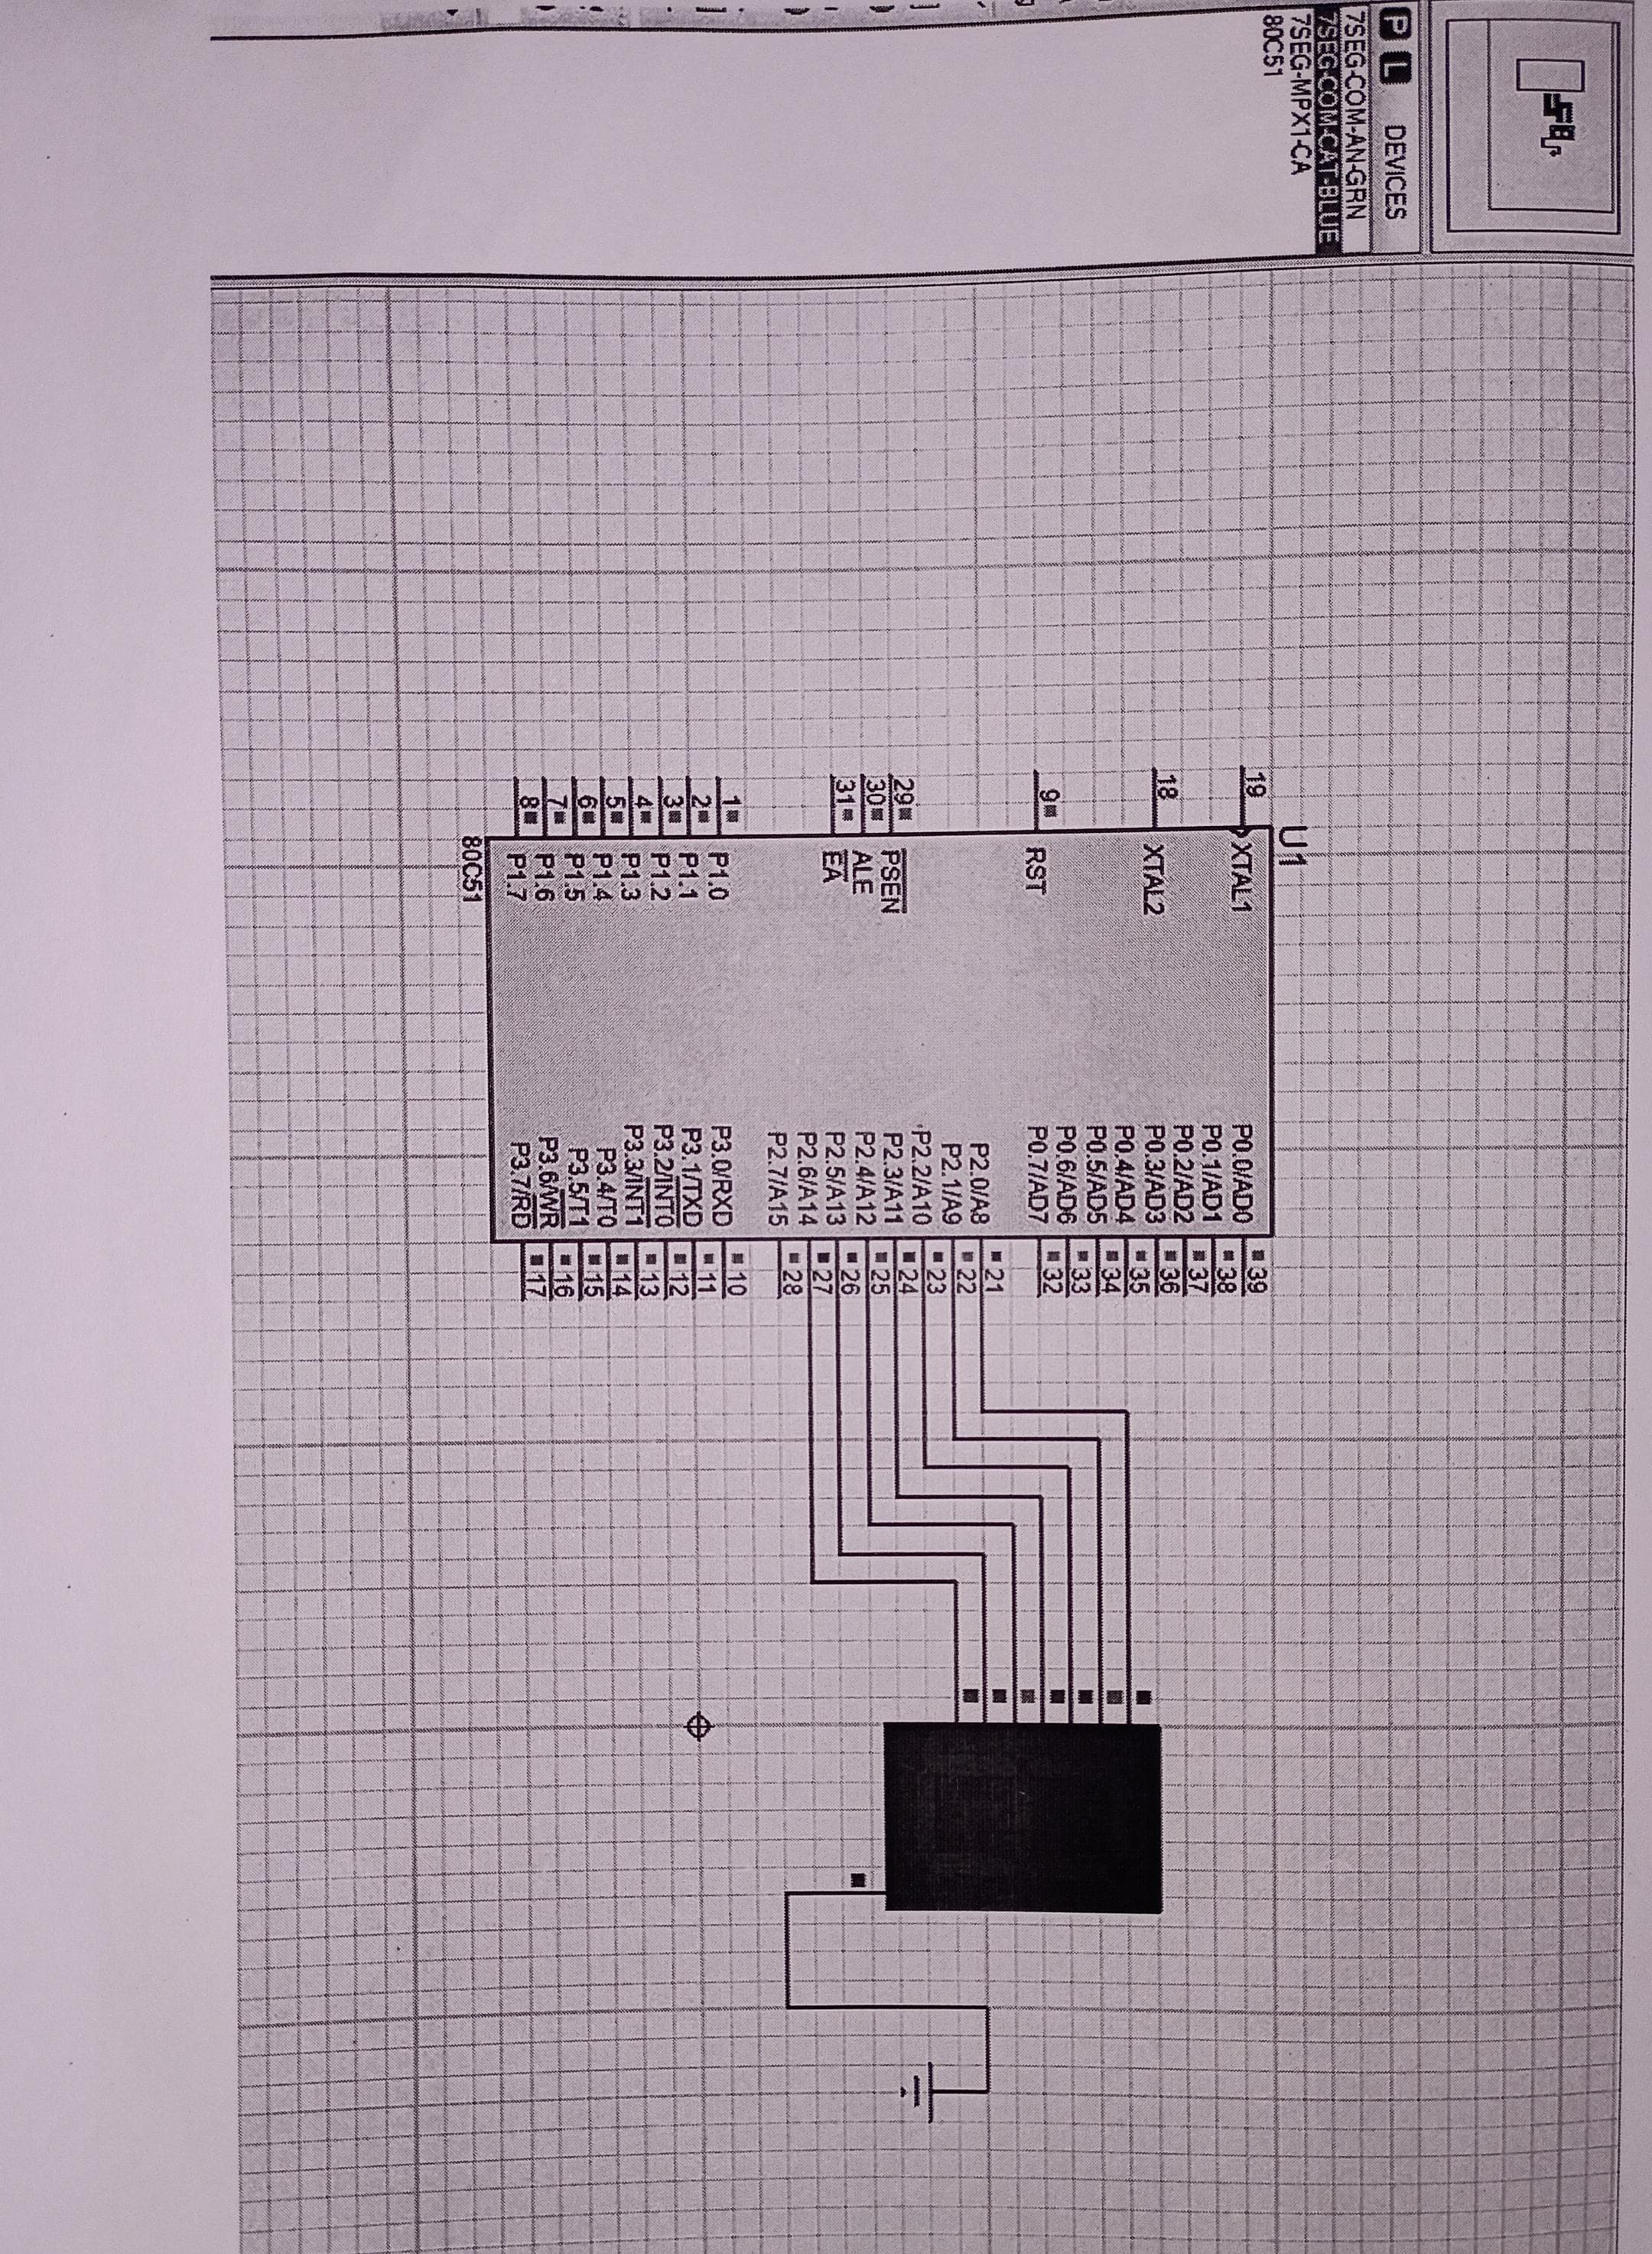 P L DEVICES
7SEG-COM-AN-GRN
7SEG-COM-CAT-BLUE
7SEG-MPX1-CA
80C51
U1
19 XTAL1
18 XTAL2
9 RST
29 PSEN
30 ALE
31 EA
1 P1.0
2 P1.1
3 P1.2
4 P1.3
5 P1.4
6 P1.5
7 P1.6
8 P1.7
P0.0/AD0 39
P0.1/AD1 38
P0.2/AD2 37
P0.3/AD3 36
P0.4/AD4 35
P0.5/AD5 34
P0.6/AD6 33
P0.7/AD7 32
P2.0/A8 21
P2.1/A9 22
P2.2/A10 23
P2.3/A11 24
P2.4/A12 25
P2.5/A13 26
P2.6/A14 27
P2.7/A15 28
P3.0/RXD 10
P3.1/TXD 11
P3.2/INT0 12
P3.3/INT1 13
P3.4/T0 14
P3.5/T1 15
P3.6/WR 16
P3.7/RD 17
80C51